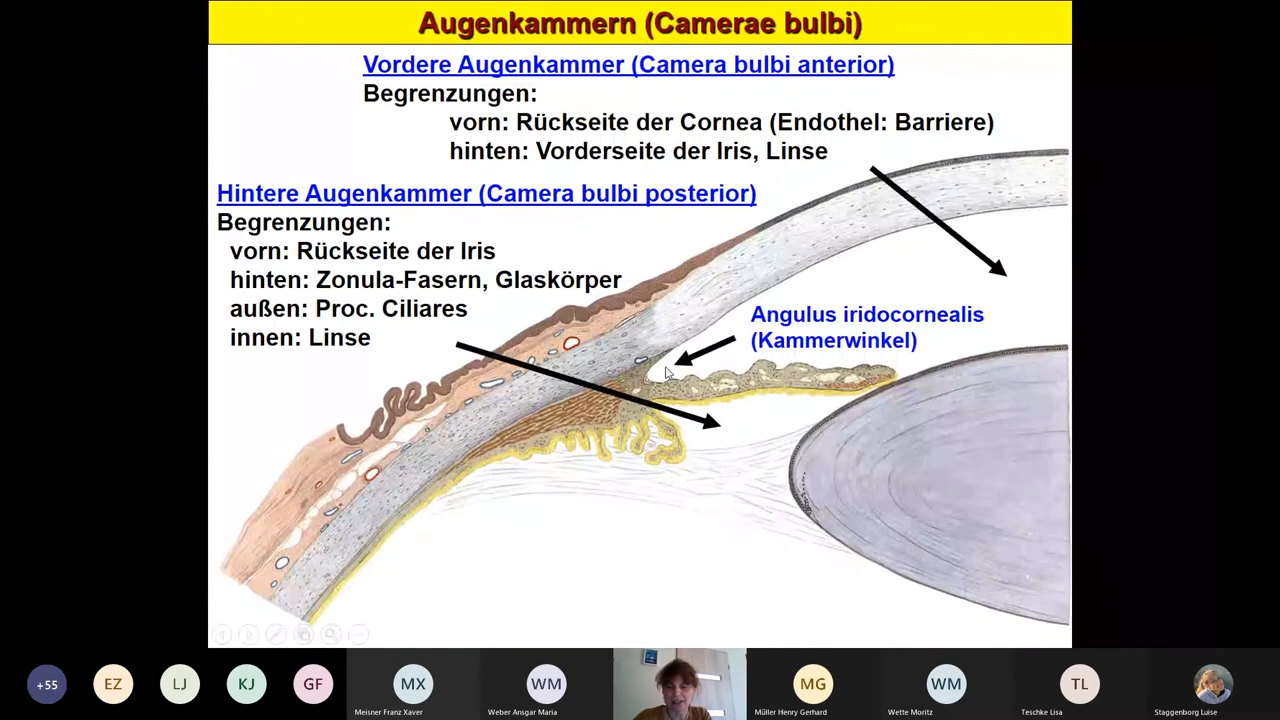 Augenkammern (Camerae bulbi)
Vordere Augenkammer (Camera bulbi anterior)
Begrenzungen:
vorn: Rückseite der Cornea (Endothel: Barriere)
hinten: Vorderseite der Iris, Linse
Hintere Augenkammer (Camera bulbi posterior)
Begrenzungen:
vorn: Rückseite der Iris
hinten: Zonula-Fasern, Glaskörper
außen: Proc. Ciliares
innen: Linse
Angulus iridocornealis
(Kammerwinkel)
+55
EZ
LJ
KJ
GF
MX
Meisner Franz Xaver
WM
Weber Ansgar Maria
MG
Müller Henry Gerhard
WM
Wette Moritz
TL
Teschke Lisa
Staggenborg Luise